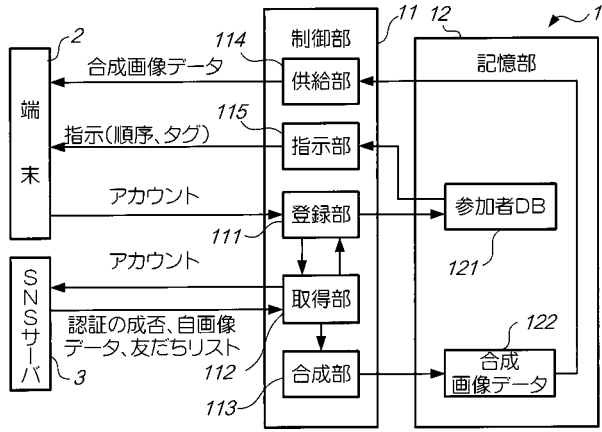 1
2
11
12
制御部
記憶部
114
合成画像データ
供給部
端末
115
指示(順序、タグ)
指示部
アカウント
登録部
111
参加者DB
121
アカウント
SNSサーバ
取得部
認証の成否、自画像
データ、友だちリスト
112
3
122
合成部
113
合成
画像データ